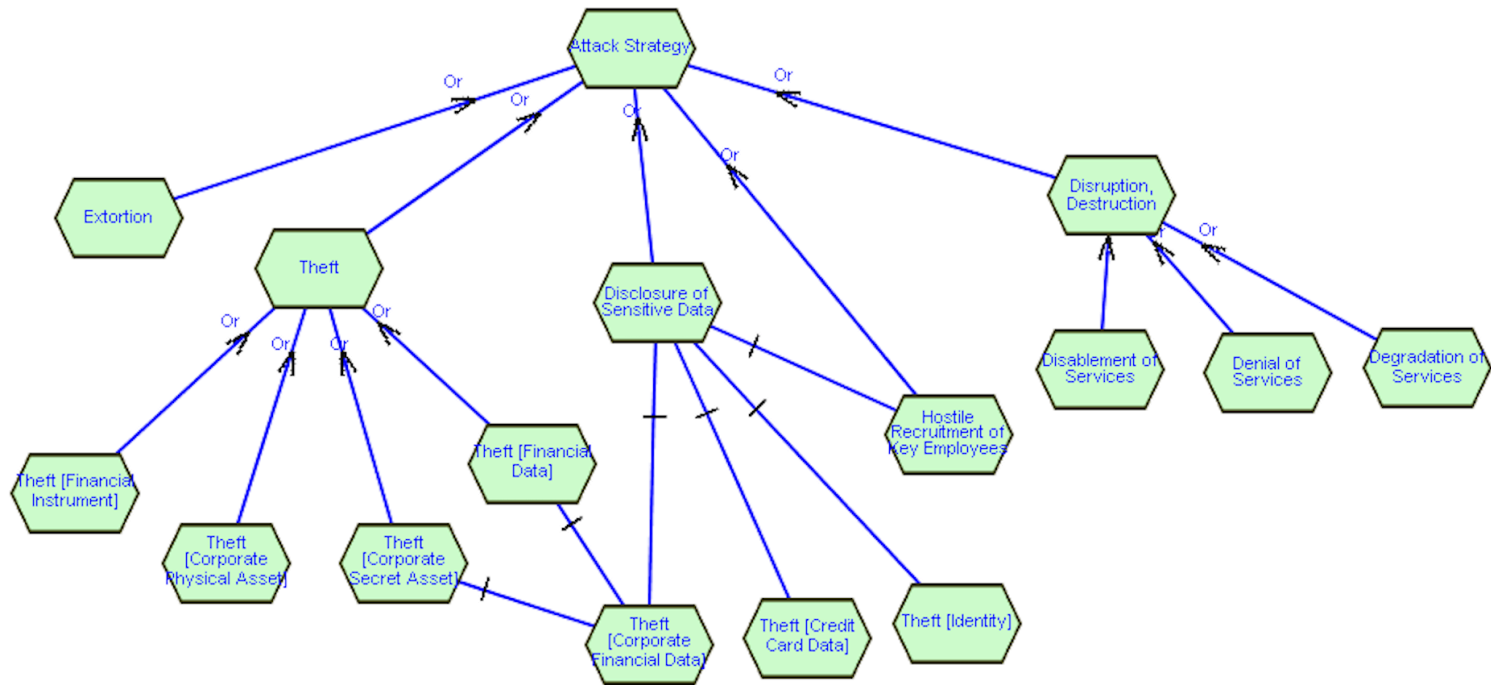 Attack Strategy
Or
Or
Or
Or
Or
Extortion
Disruption,
Destruction
Theft
Disclosure of
Sensitive Data
Or
Or
Or
Or
Or
Or
Disablement of
Services
Denial of
Services
Degradation of
Services
Hostile
Recruitment of
Key Employees
Theft [Financial
Data]
Theft [Financial
Instrument]
Theft
[Corporate
Physical Asset]
Theft
[Corporate
Secret Asset]
Theft
[Corporate
Financial Data]
Theft [Credit
Card Data]
Theft [Identity]